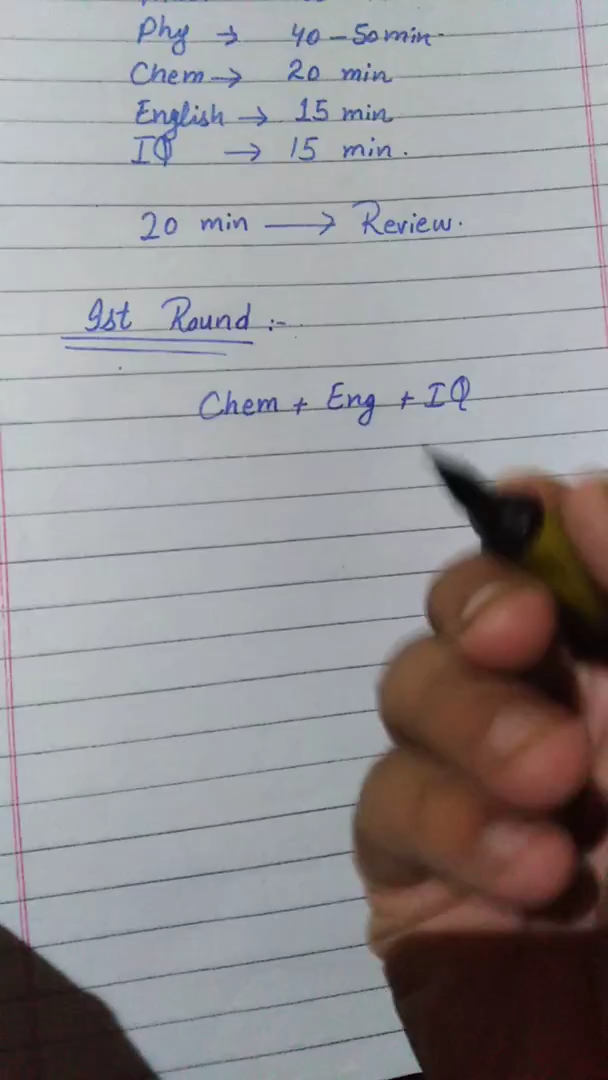 Phy → 40 - 50 min.
Chem → 20 min
English → 15 min
IQ → 15 min.
20 min → Review.
1st Round :-
Chem + Eng + IQ